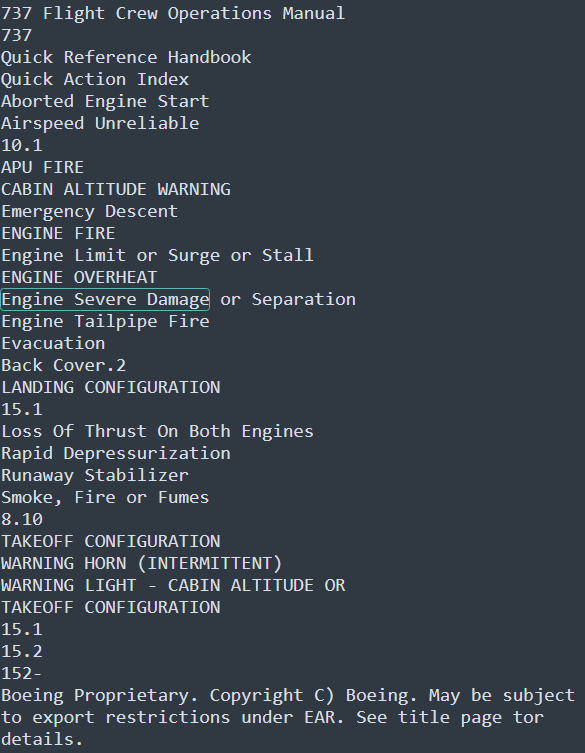 737 Flight Crew Operations Manual
737
Quick Reference Handbook
Quick Action Index
Aborted Engine Start
Airspeed Unreliable
10.1
APU FIRE
CABIN ALTITUDE WARNING
Emergency Descent
ENGINE FIRE
Engine Limit or Surge or Stall
ENGINE OVERHEAT
Engine Severe Damage or Separation
Engine Tailpipe Fire
Evacuation
Back Cover.2
LANDING CONFIGURATION
15.1
Loss Of Thrust On Both Engines
Rapid Depressurization
Runaway Stabilizer
Smoke, Fire or Fumes
8.10
TAKEOFF CONFIGURATION
WARNING HORN (INTERMITTENT)
WARNING LIGHT - CABIN ALTITUDE OR
TAKEOFF CONFIGURATION
15.1
15.2
152-
Boeing Proprietary. Copyright C) Boeing. May be subject
to export restrictions under EAR. See title page tor
details.